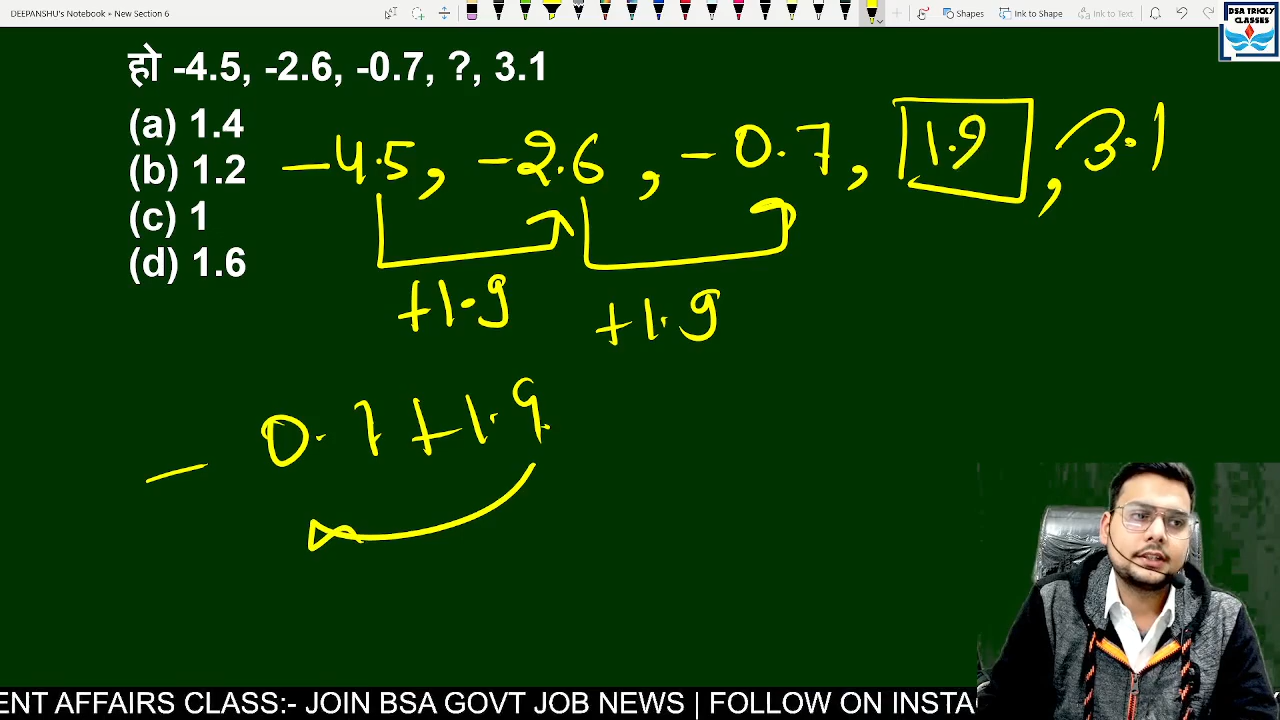 DEEPANSHU's Notebook ▸ New Section 6
Shapes Ink to Shape Ink to Text
BSA TRICKY
CLASSES
हो -4.5, -2.6, -0.7, ?, 3.1
(a) 1.4
(b) 1.2
(c) 1
(d) 1.6
-4.5, -2.6, -0.7, 1.9, 3.1
+1.9 +1.9
- 0.7+1.9
ENT AFFAIRS CLASS:- JOIN BSA GOVT JOB NEWS | FOLLOW ON INSTA